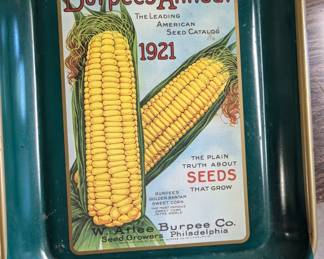 Burpee's Annual
The Leading
American
Seed Catalog
1921
The Plain
Truth About
SEEDS
That Grow
Burpee's
Golden Bantam
Sweet Corn
W. Atlee Burpee Co.
Seed Growers Philadelphia